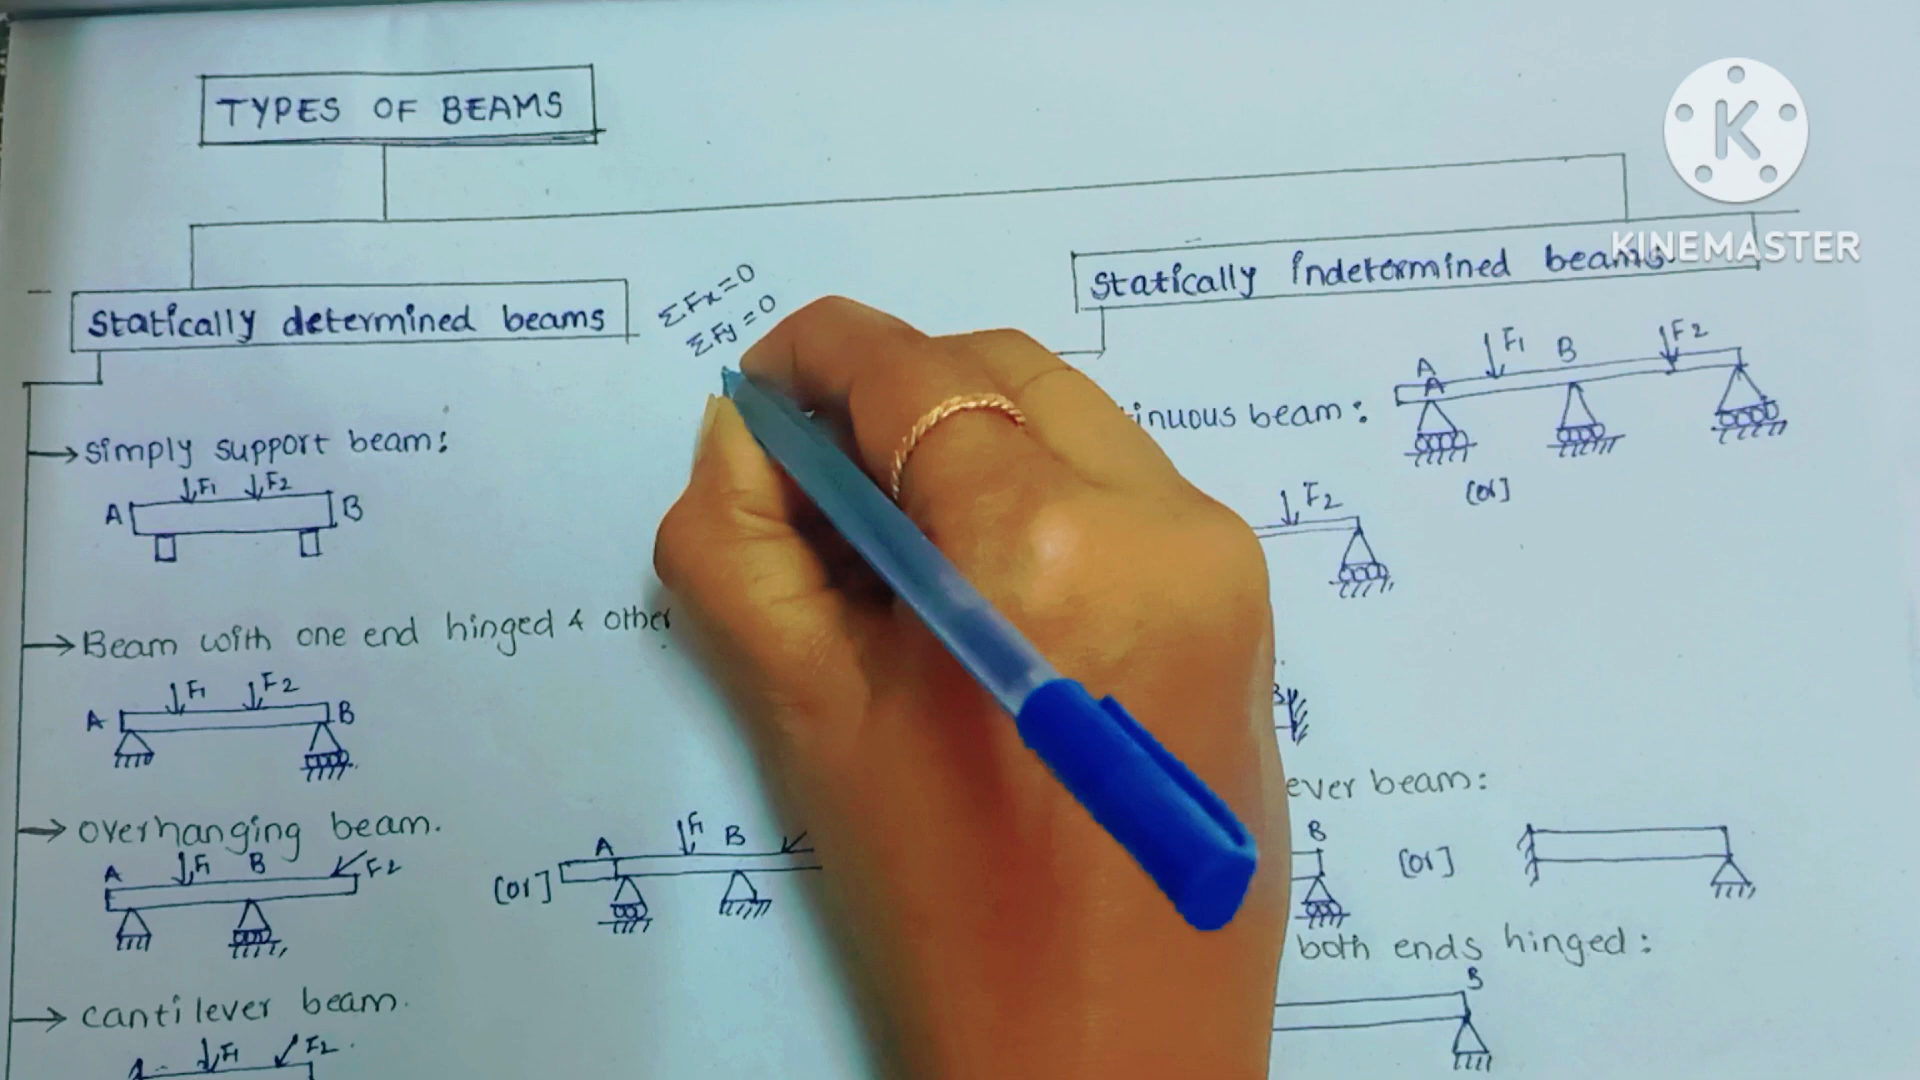 TYPES OF BEAMS
K
KINEMASTER
Statically determined beams
ΣFx=0
ΣFy=0
Statically indetermined beams
simply support beam:
F1 F2
A B
Beam with one end hinged & other
F1 F2
A B
overhanging beam.
A F1 B F2
[or]
A F1 B
cantilever beam.
F1 F2
inuous beam:
A F1 B F2
A
[or]
F2
B
ever beam:
B
[or]
both ends hinged:
B